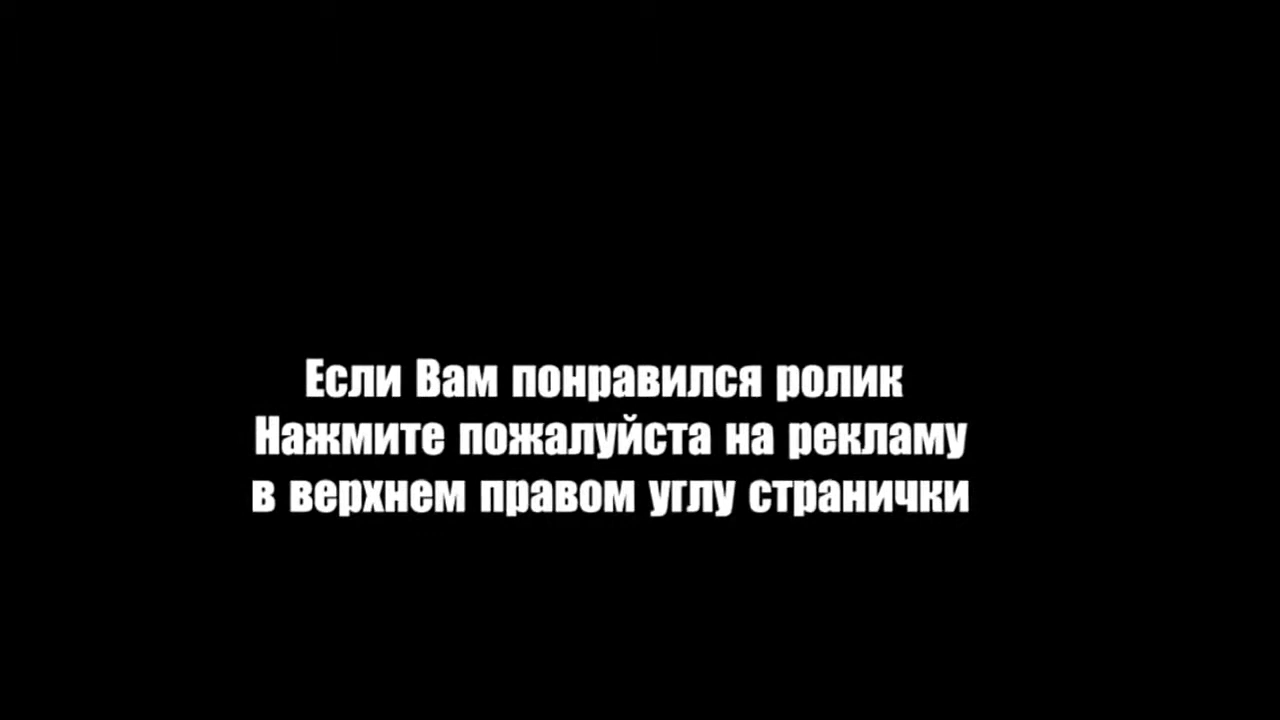 Если Вам понравился ролик
Нажмите пожалуйста на рекламу
в верхнем правом углу странички